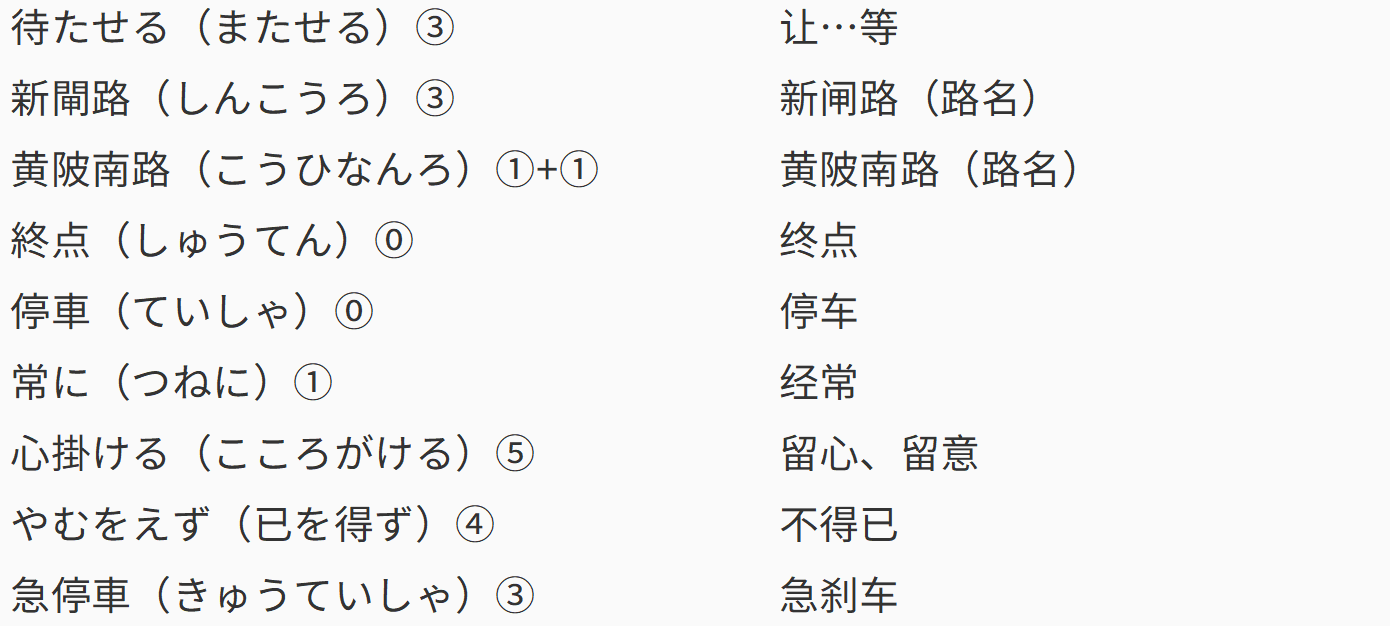 待たせる（またせる）③ 让…等
新閘路（しんこうろ）③ 新闸路（路名）
黄陂南路（こうひなんろ）①+① 黄陂南路（路名）
終点（しゅうてん）⓪ 终点
停車（ていしゃ）⓪ 停车
常に（つねに）① 经常
心掛ける（こころがける）⑤ 留心、留意
やむをえず（已を得ず）④ 不得已
急停車（きゅうていしゃ）③ 急刹车